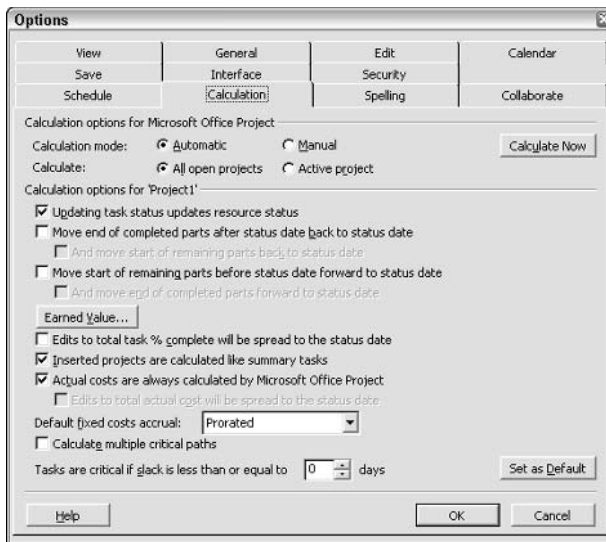 Options
View General Edit Calendar
Save Interface Security
Schedule Calculation Spelling Collaborate
Calculation options for Microsoft Office Project
Calculation mode: Automatic Manual Calculate Now
Calculate: All open projects Active project
Calculation options for 'Project1'
Updating task status updates resource status
Move end of completed parts after status date back to status date
And move start of remaining parts back to status date
Move start of remaining parts before status date forward to status date
And move end of completed parts forward to status date
Earned Value...
Edits to total task % complete will be spread to the status date
Inserted projects are calculated like summary tasks
Actual costs are always calculated by Microsoft Office Project
Edits to total actual cost will be spread to the status date
Default fixed costs accrual: Prorated
Calculate multiple critical paths
Tasks are critical if slack is less than or equal to 0 days Set as Default
Help OK Cancel